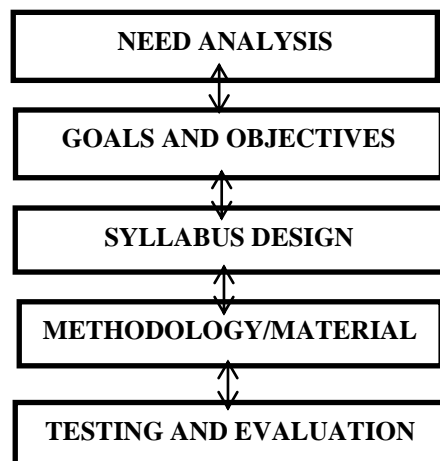 NEED ANALYSIS
GOALS AND OBJECTIVES
SYLLABUS DESIGN
METHODOLOGY/MATERIAL
TESTING AND EVALUATION